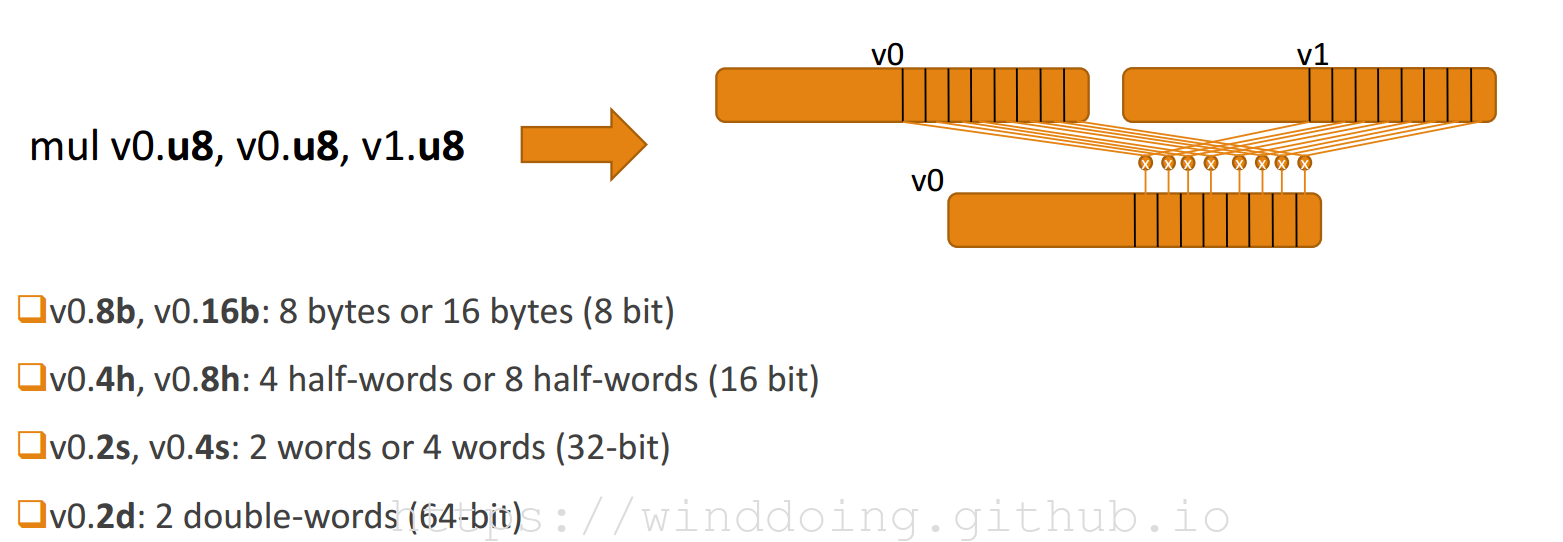 v0
v1
mul v0.u8, v0.u8, v1.u8
x x x x x x x x
v0
v0.8b, v0.16b: 8 bytes or 16 bytes (8 bit)
v0.4h, v0.8h: 4 half-words or 8 half-words (16 bit)
v0.2s, v0.4s: 2 words or 4 words (32-bit)
v0.2d: 2 double-words (64-bit)
https://winddoing.github.io